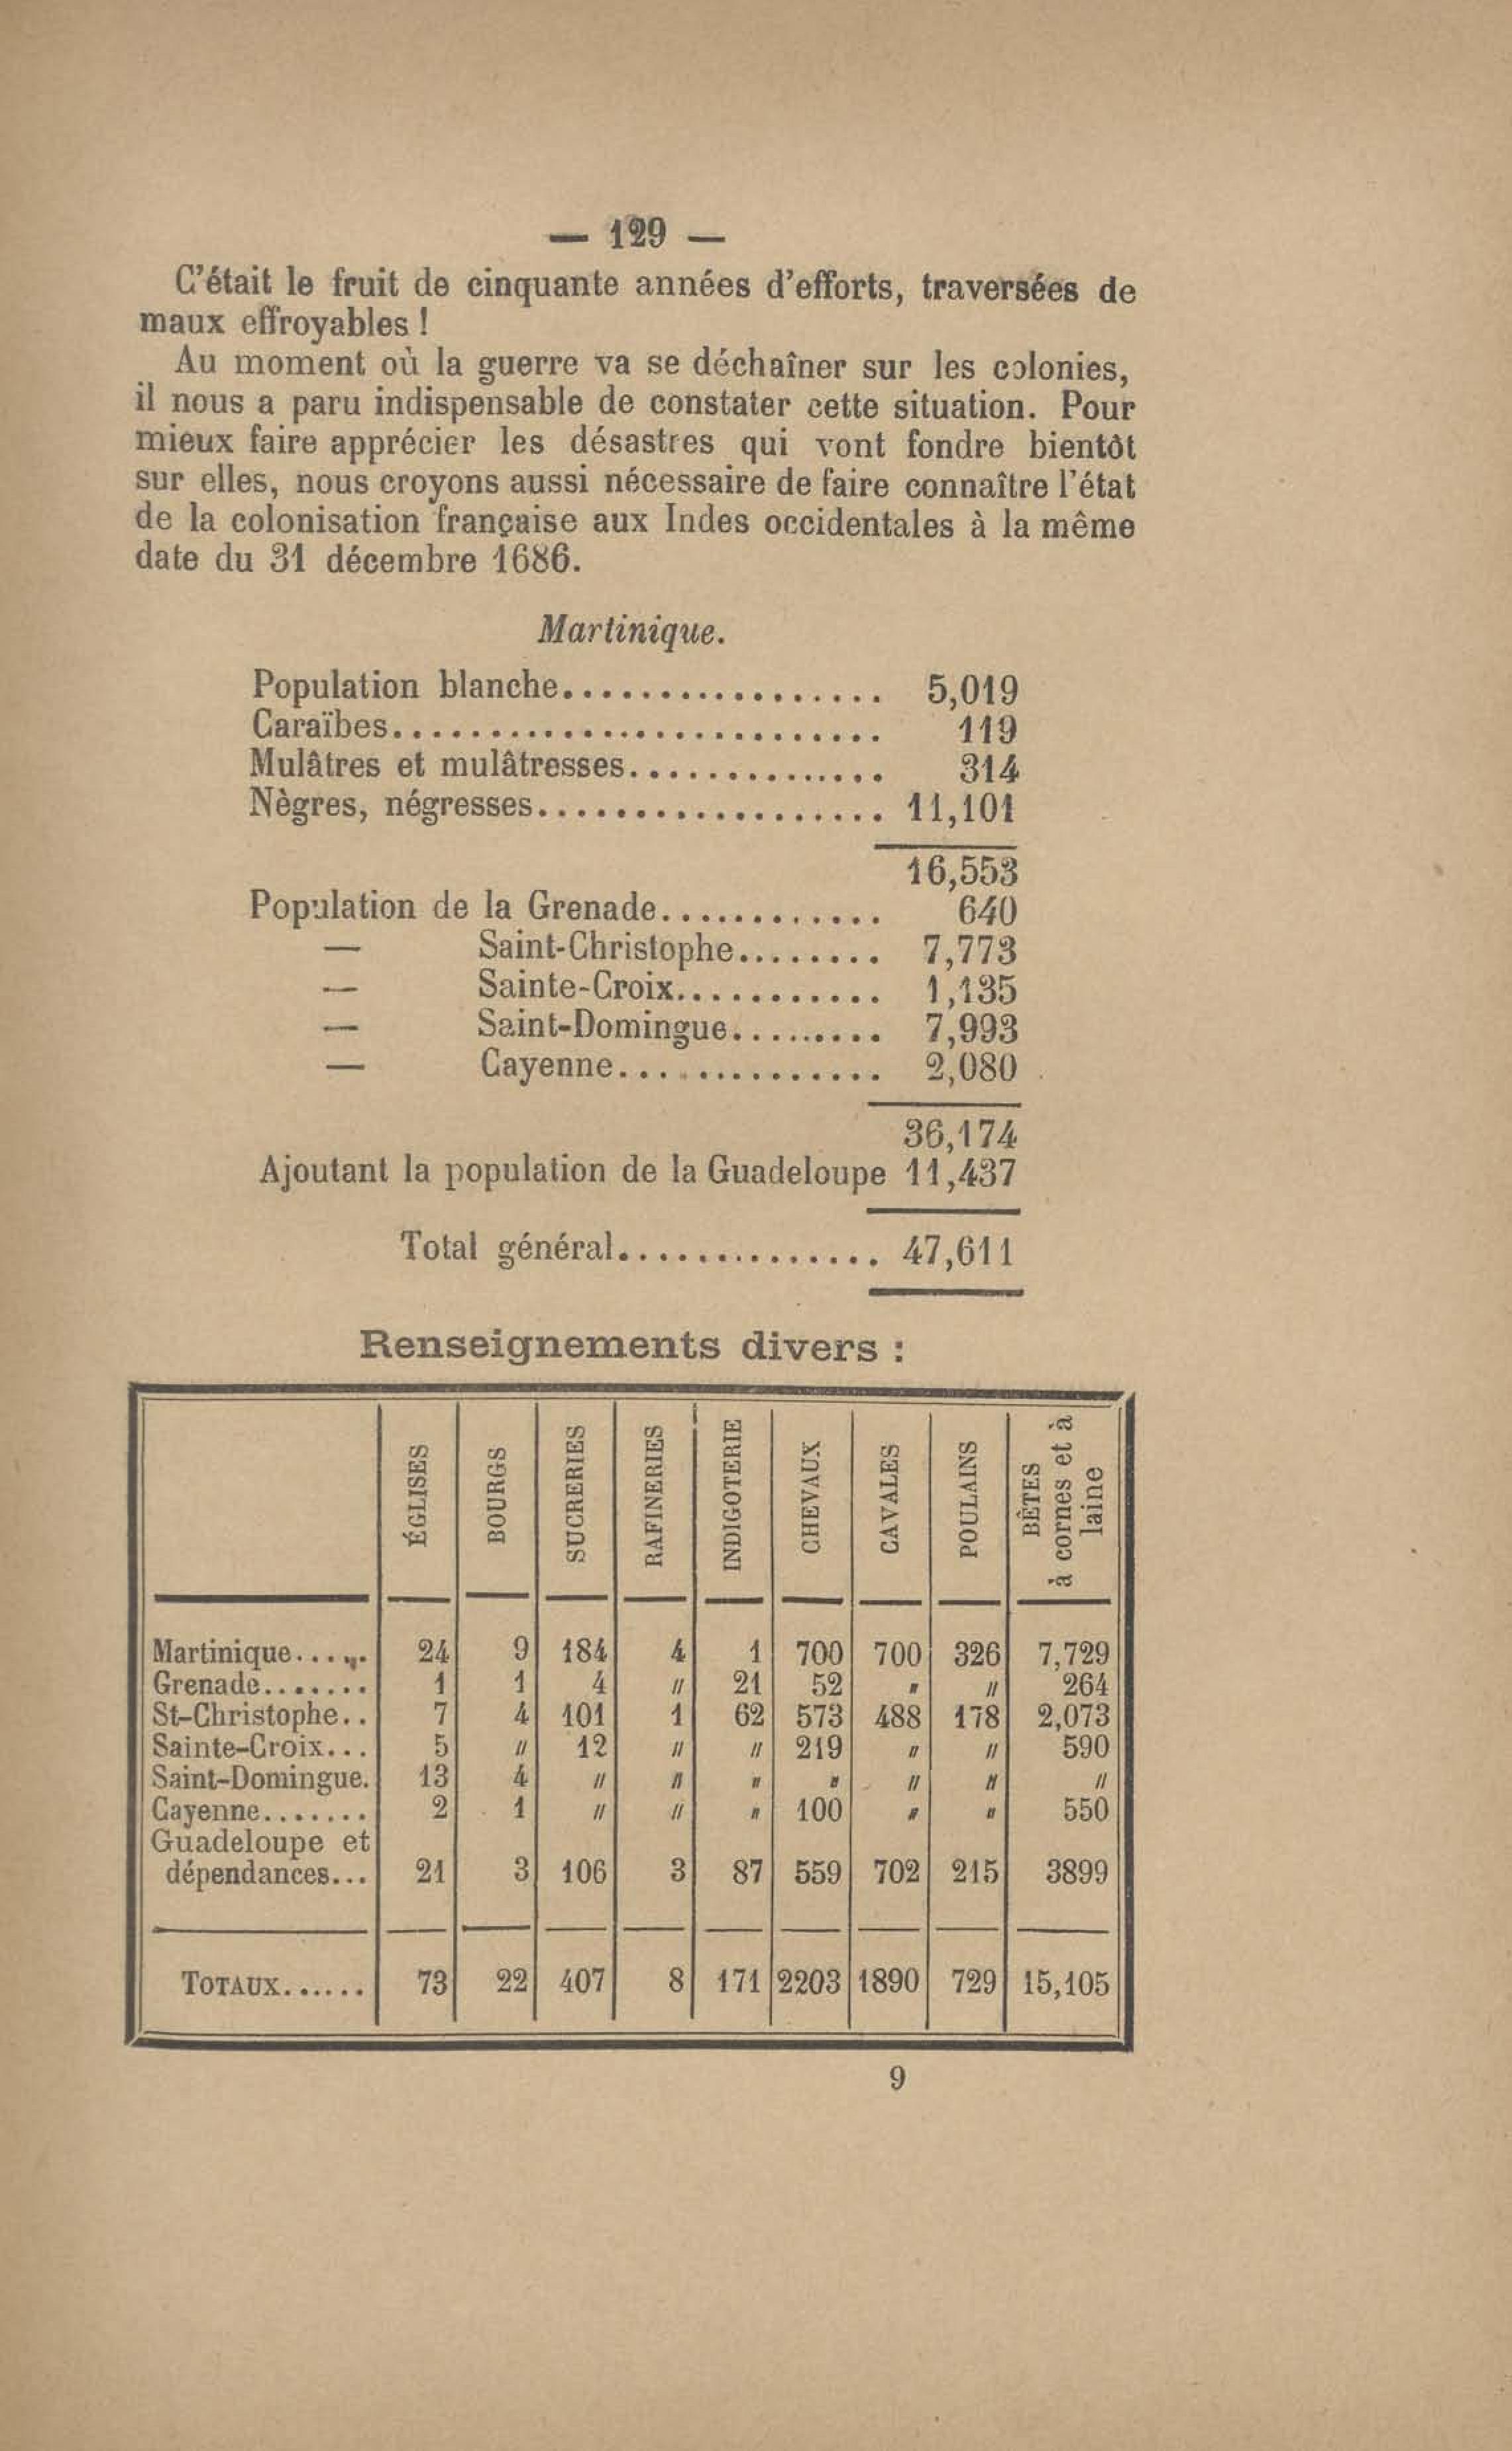 — 129 —
C'était le fruit de cinquante années d'efforts, traversées de
maux effroyables !
Au moment où la guerre va se déchaîner sur les colonies,
il nous a paru indispensable de constater cette situation. Pour
mieux faire apprécier les désastres qui vont fondre bientôt
sur elles, nous croyons aussi nécessaire de faire connaître l'état
de la colonisation française aux Indes occidentales à la même
date du 31 décembre 1686.
Martinique.
Population blanche................. 5,019
Caraïbes......................... 119
Mulâtres et mulâtresses............. 314
Nègres, négresses.................. 11,101
16,553
Population de la Grenade............ 640
— Saint-Christophe........ 7,773
— Sainte-Croix........... 1,135
— Saint-Domingue......... 7,993
— Cayenne.............. 2,080
36,174
Ajoutant la population de la Guadeloupe 11,437
Total général.............. 47,611
Renseignements divers :
ÉGLISES BOURGS SUCRERIES RAFINERIES INDIGOTERIE CHEVAUX CAVALES POULAINS BÊTES à cornes et à laine
Martinique...... 24 9 184 4 1 700 700 326 7,729
Grenade....... 1 1 4 " 21 52 " " 264
St-Christophe.. 7 4 101 1 62 573 488 178 2,073
Sainte-Croix... 5 " 12 " " 219 " " 590
Saint-Domingue. 13 4 " " " " " " "
Cayenne....... 2 1 " " " 100 " " 550
Guadeloupe et
dépendances... 21 3 106 3 87 559 702 215 3899
TOTAUX...... 73 22 407 8 171 2203 1890 729 15,105
9